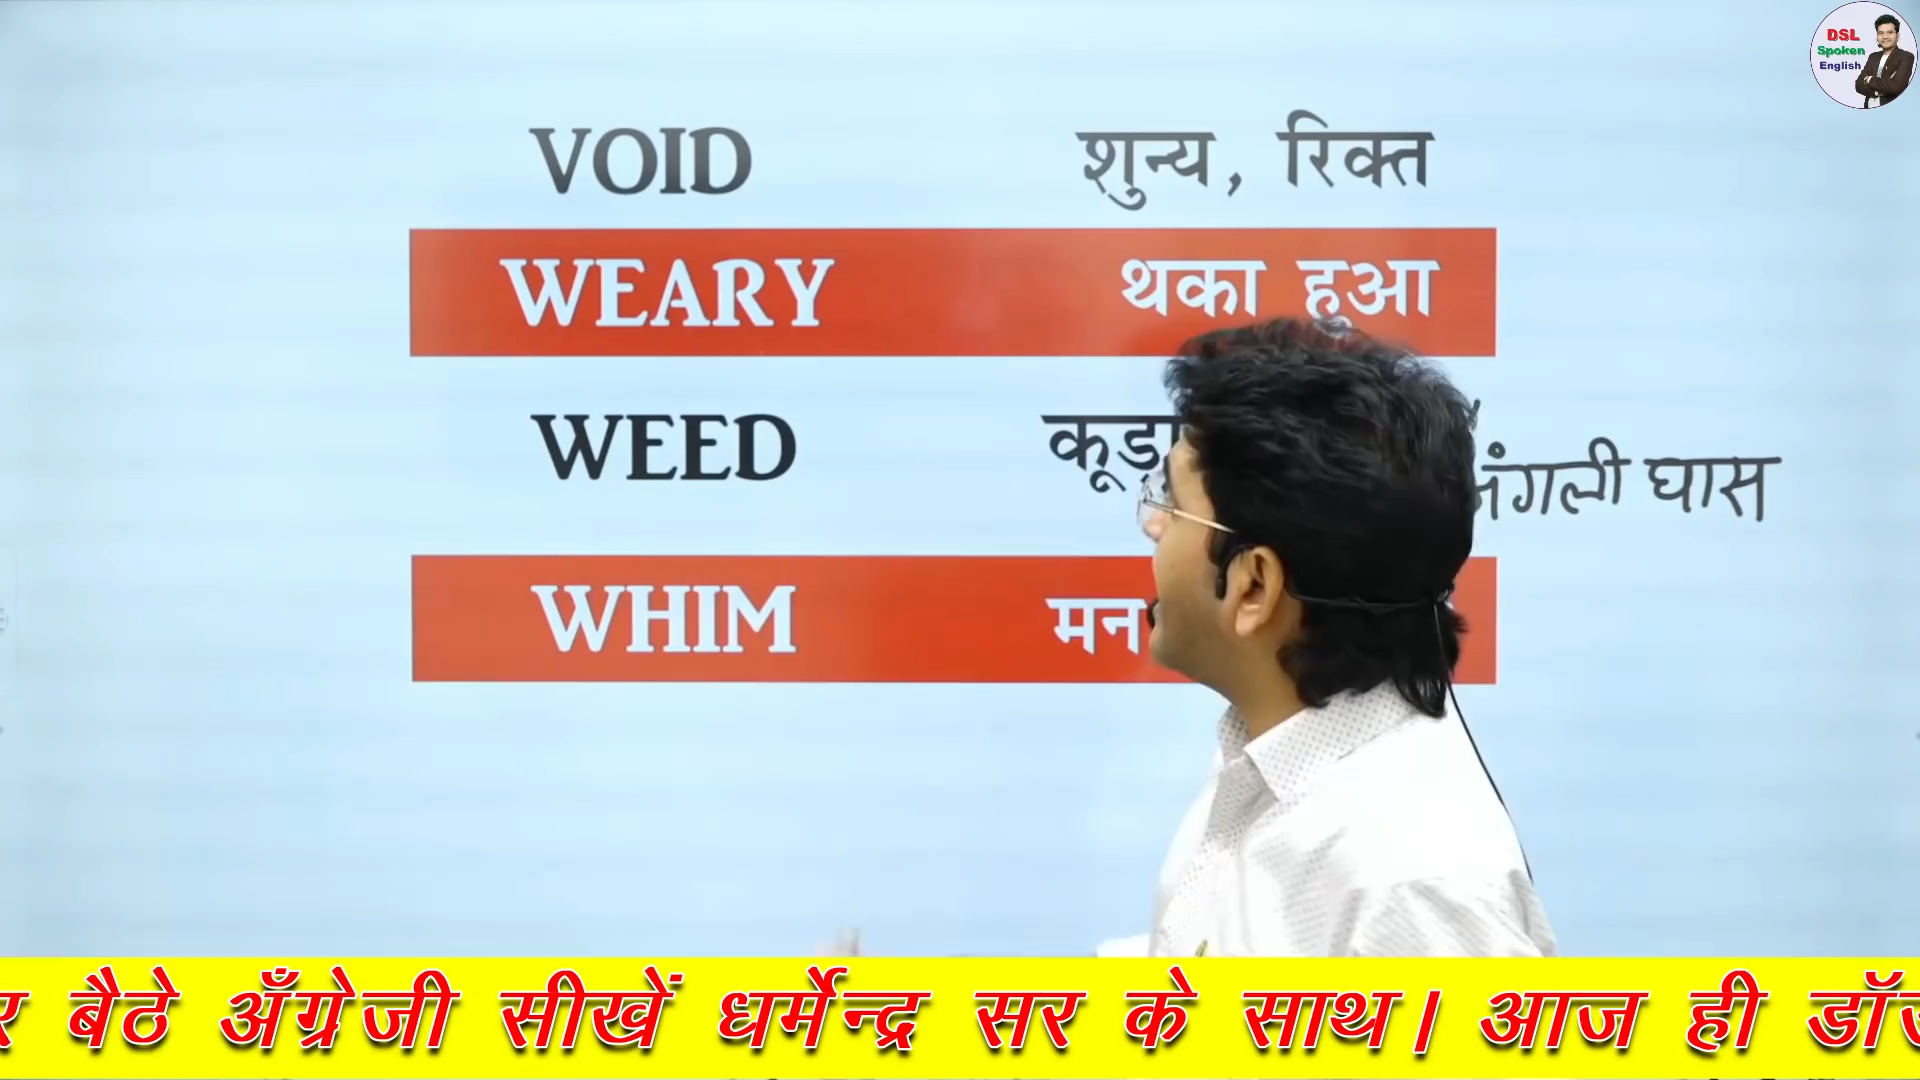 DSL
Spoken
English
VOID शुन्य, रिक्त
WEARY थका हुआ
WEED
जंगली घास
WHIM मन
बैठे अँग्रेजी सीखें धर्मेन्द्र सर के साथ। आज ही